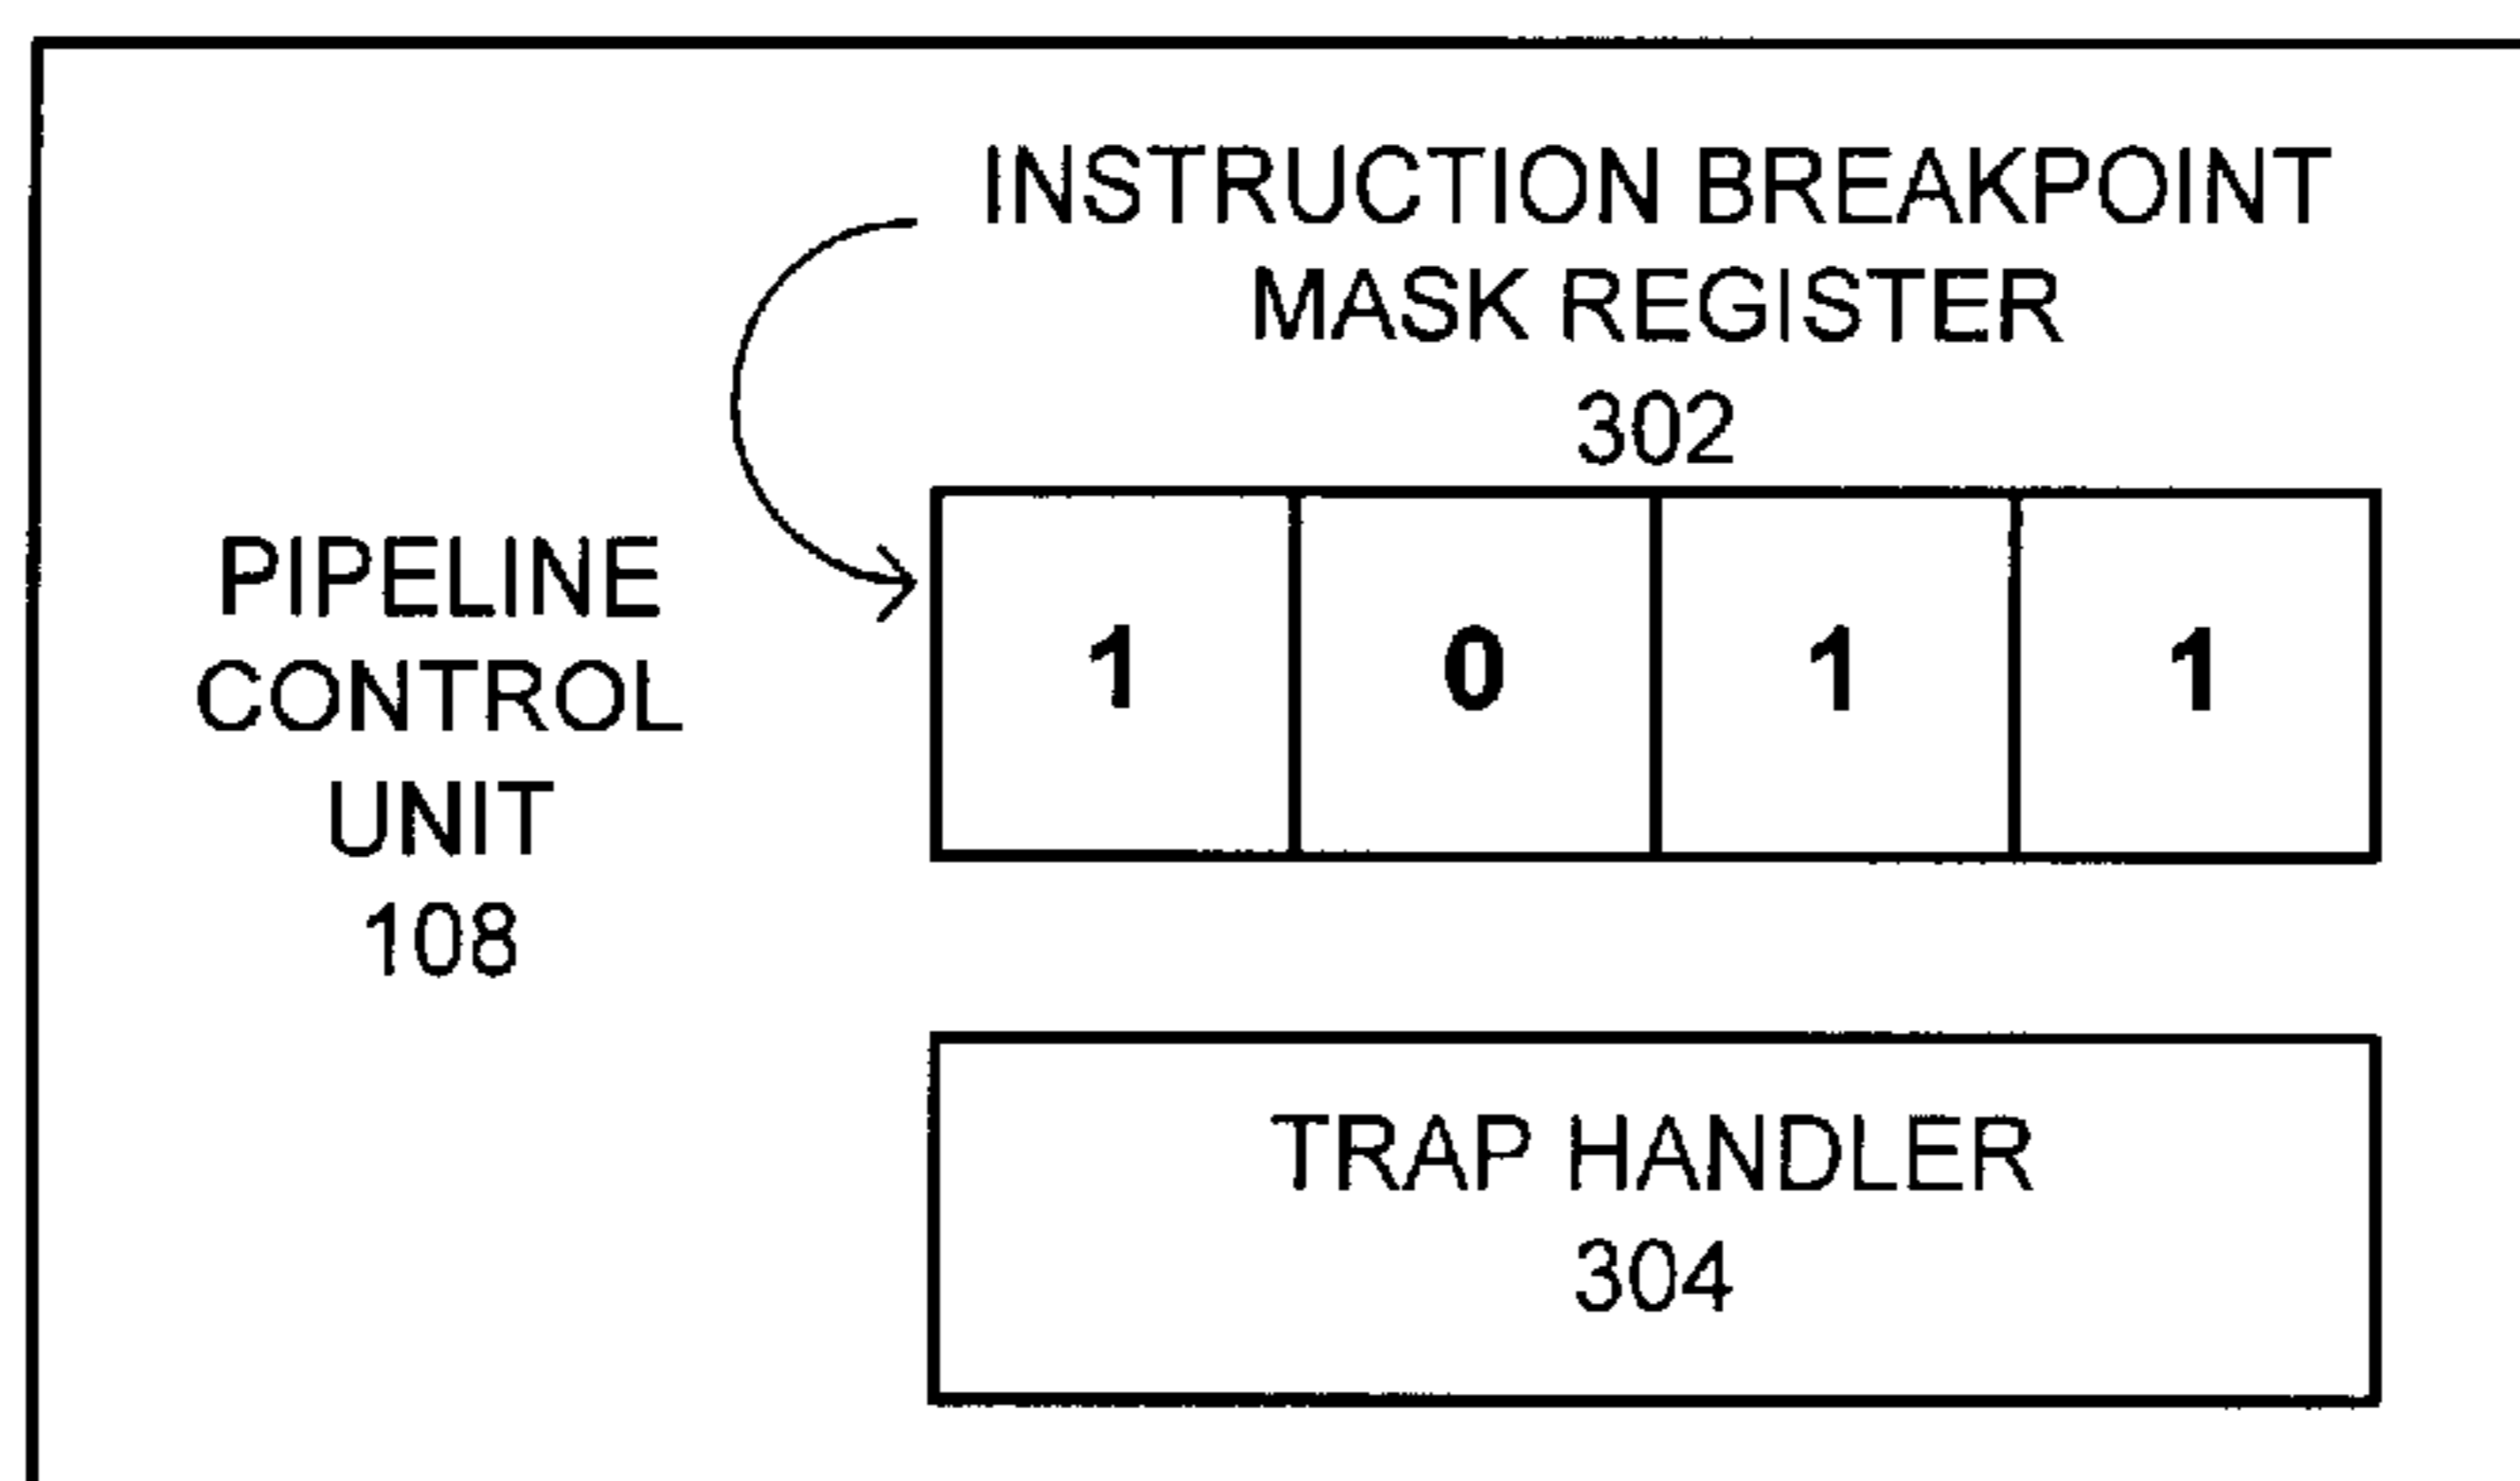 INSTRUCTION BREAKPOINT
MASK REGISTER
302
PIPELINE
CONTROL
UNIT
108
1 0 1 1
TRAP HANDLER
304